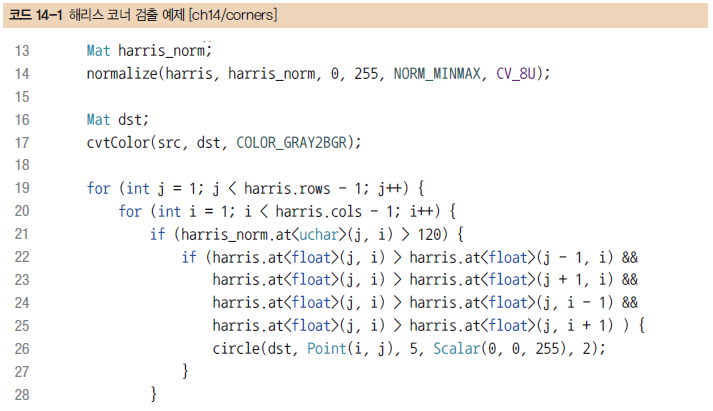 코드 14-1 해리스 코너 검출 예제 [ch14/corners]
13 Mat harris_norm;
14 normalize(harris, harris_norm, 0, 255, NORM_MINMAX, CV_8U);
15
16 Mat dst;
17 cvtColor(src, dst, COLOR_GRAY2BGR);
18
19 for (int j = 1; j < harris.rows - 1; j++) {
20 for (int i = 1; i < harris.cols - 1; i++) {
21 if (harris_norm.at<uchar>(j, i) > 120) {
22 if (harris.at<float>(j, i) > harris.at<float>(j - 1, i) &&
23 harris.at<float>(j, i) > harris.at<float>(j + 1, i) &&
24 harris.at<float>(j, i) > harris.at<float>(j, i - 1) &&
25 harris.at<float>(j, i) > harris.at<float>(j, i + 1) ) {
26 circle(dst, Point(i, j), 5, Scalar(0, 0, 255), 2);
27 }
28 }